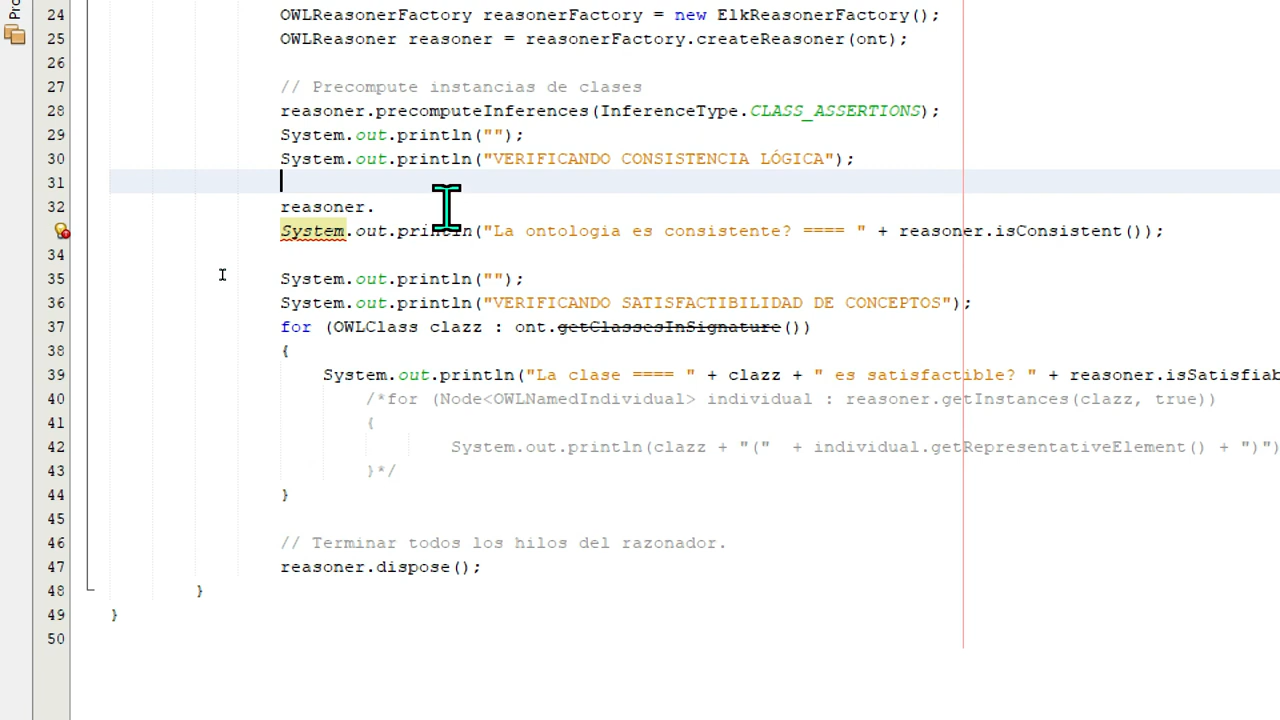 Pro
24 OWLReasonerFactory reasonerFactory = new ElkReasonerFactory();
25 OWLReasoner reasoner = reasonerFactory.createReasoner(ont);
26
27 // Precompute instancias de clases
28 reasoner.precomputeInferences(InferenceType.CLASS_ASSERTIONS);
29 System.out.println("");
30 System.out.println("VERIFICANDO CONSISTENCIA LÓGICA");
31
32 reasoner.
System.out.println("La ontologia es consistente? ==== " + reasoner.isConsistent());
34
35 System.out.println("");
36 System.out.println("VERIFICANDO SATISFACTIBILIDAD DE CONCEPTOS");
37 for (OWLClass clazz : ont.getClassesInSignature())
38 {
39 System.out.println("La clase ==== " + clazz + " es satisfactible? " + reasoner.isSatisfiab
40 /*for (Node<OWLNamedIndividual> individual : reasoner.getInstances(clazz, true))
41 {
42 System.out.println(clazz + "(" + individual.getRepresentativeElement() + ")")
43 }*/
44 }
45
46 // Terminar todos los hilos del razonador.
47 reasoner.dispose();
48 }
49 }
50